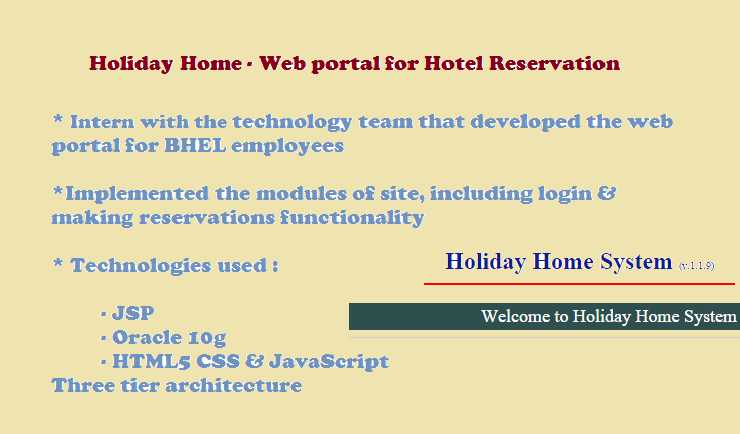 Holiday Home - Web portal for Hotel Reservation
* Intern with the technology team that developed the web
portal for BHEL employees
*Implemented the modules of site, including login &
making reservations functionality
* Technologies used :
Holiday Home System (v.1.1.9)
Welcome to Holiday Home System
- JSP
- Oracle 10g
- HTML5 CSS & JavaScript
Three tier architecture